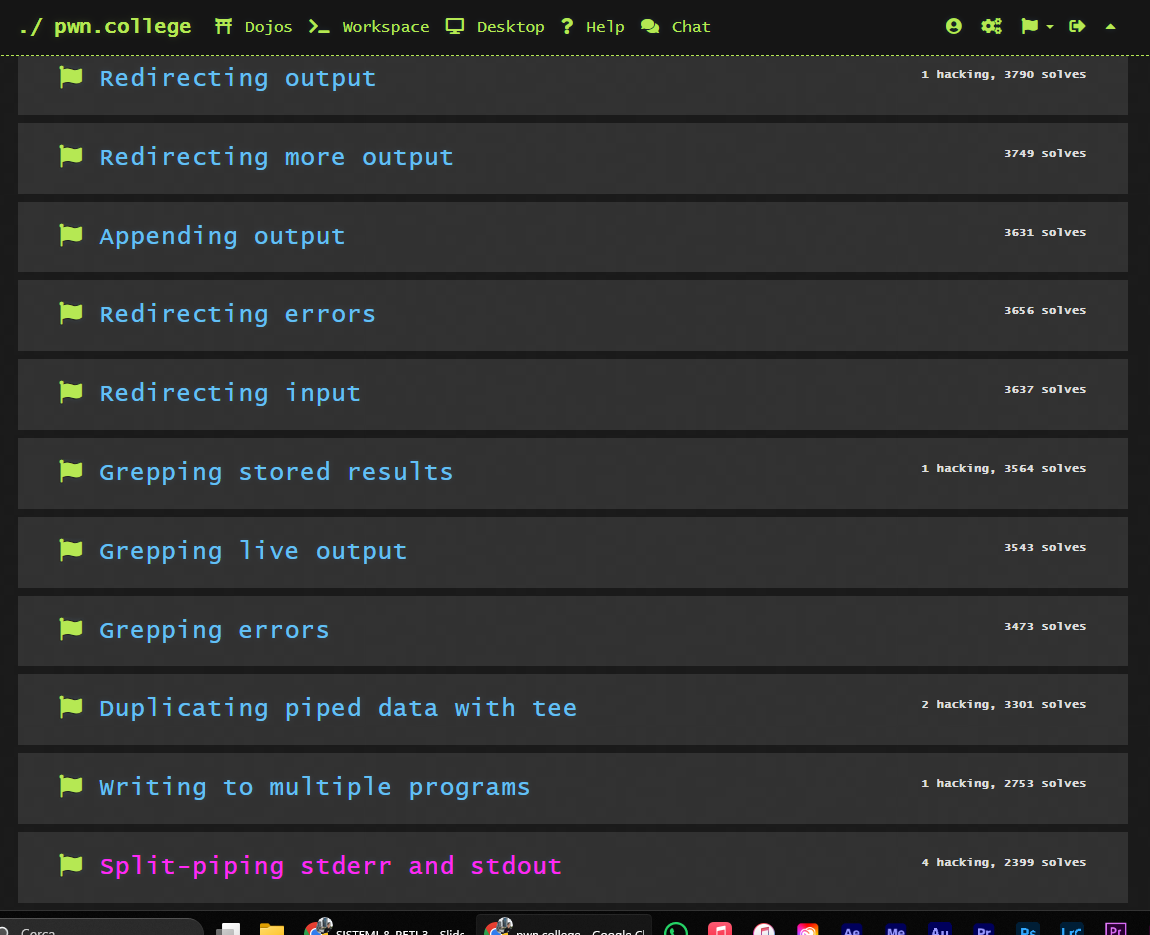 ./ pwn.college Dojos Workspace Desktop ? Help Chat
Redirecting output 1 hacking, 3790 solves
Redirecting more output 3749 solves
Appending output 3631 solves
Redirecting errors 3656 solves
Redirecting input 3637 solves
Grepping stored results 1 hacking, 3564 solves
Grepping live output 3543 solves
Grepping errors 3473 solves
Duplicating piped data with tee 2 hacking, 3301 solves
Writing to multiple programs 1 hacking, 2753 solves
Split-piping stderr and stdout 4 hacking, 2399 solves
Cerca SISTEMI & RETI 3 - Slide pwn.college - Google Ae Me Au Pr Ps LrC Pr